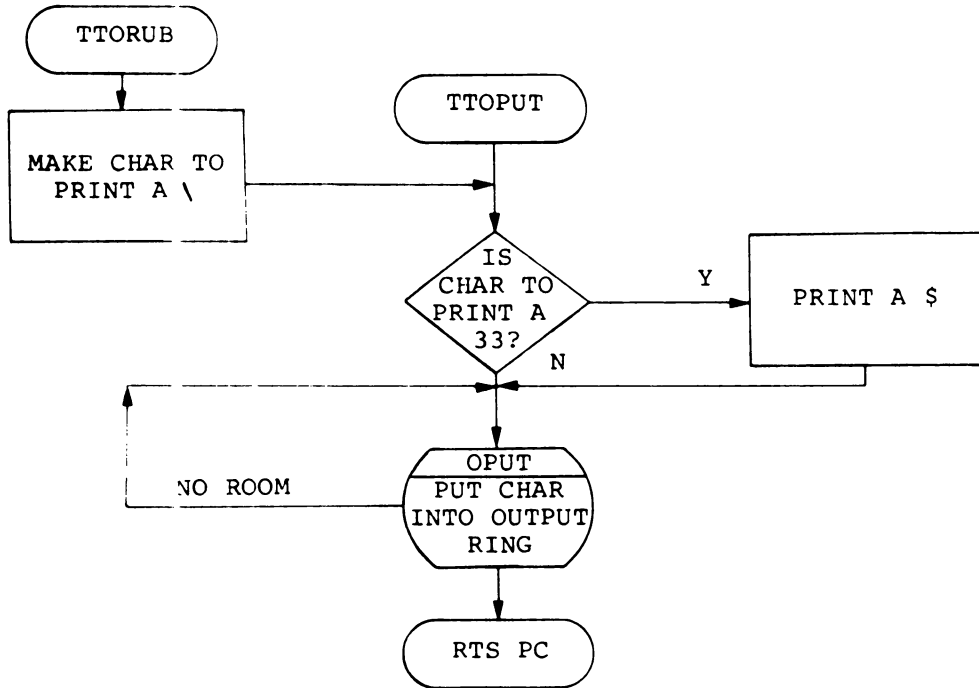 TTORUB
MAKE CHAR TO
PRINT A \
TTOPUT
IS
CHAR TO
PRINT A
33?
Y
PRINT A $
N
NO ROOM
OPUT
PUT CHAR
INTO OUTPUT
RING
RTS PC